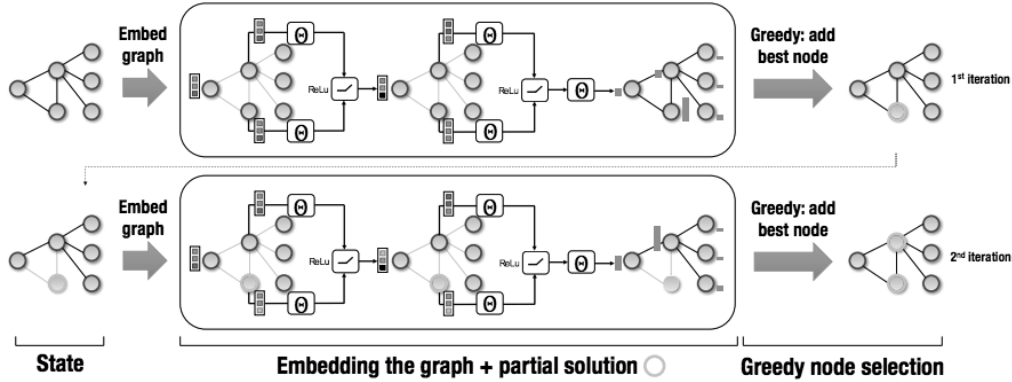 Embed
graph
Θ
Θ
ReLu
Θ
Θ
ReLu
Θ
Greedy: add
best node
1st iteration
Embed
graph
Θ
Θ
ReLu
Θ
Θ
ReLu
Θ
Greedy: add
best node
2nd iteration
State
Embedding the graph + partial solution
Greedy node selection